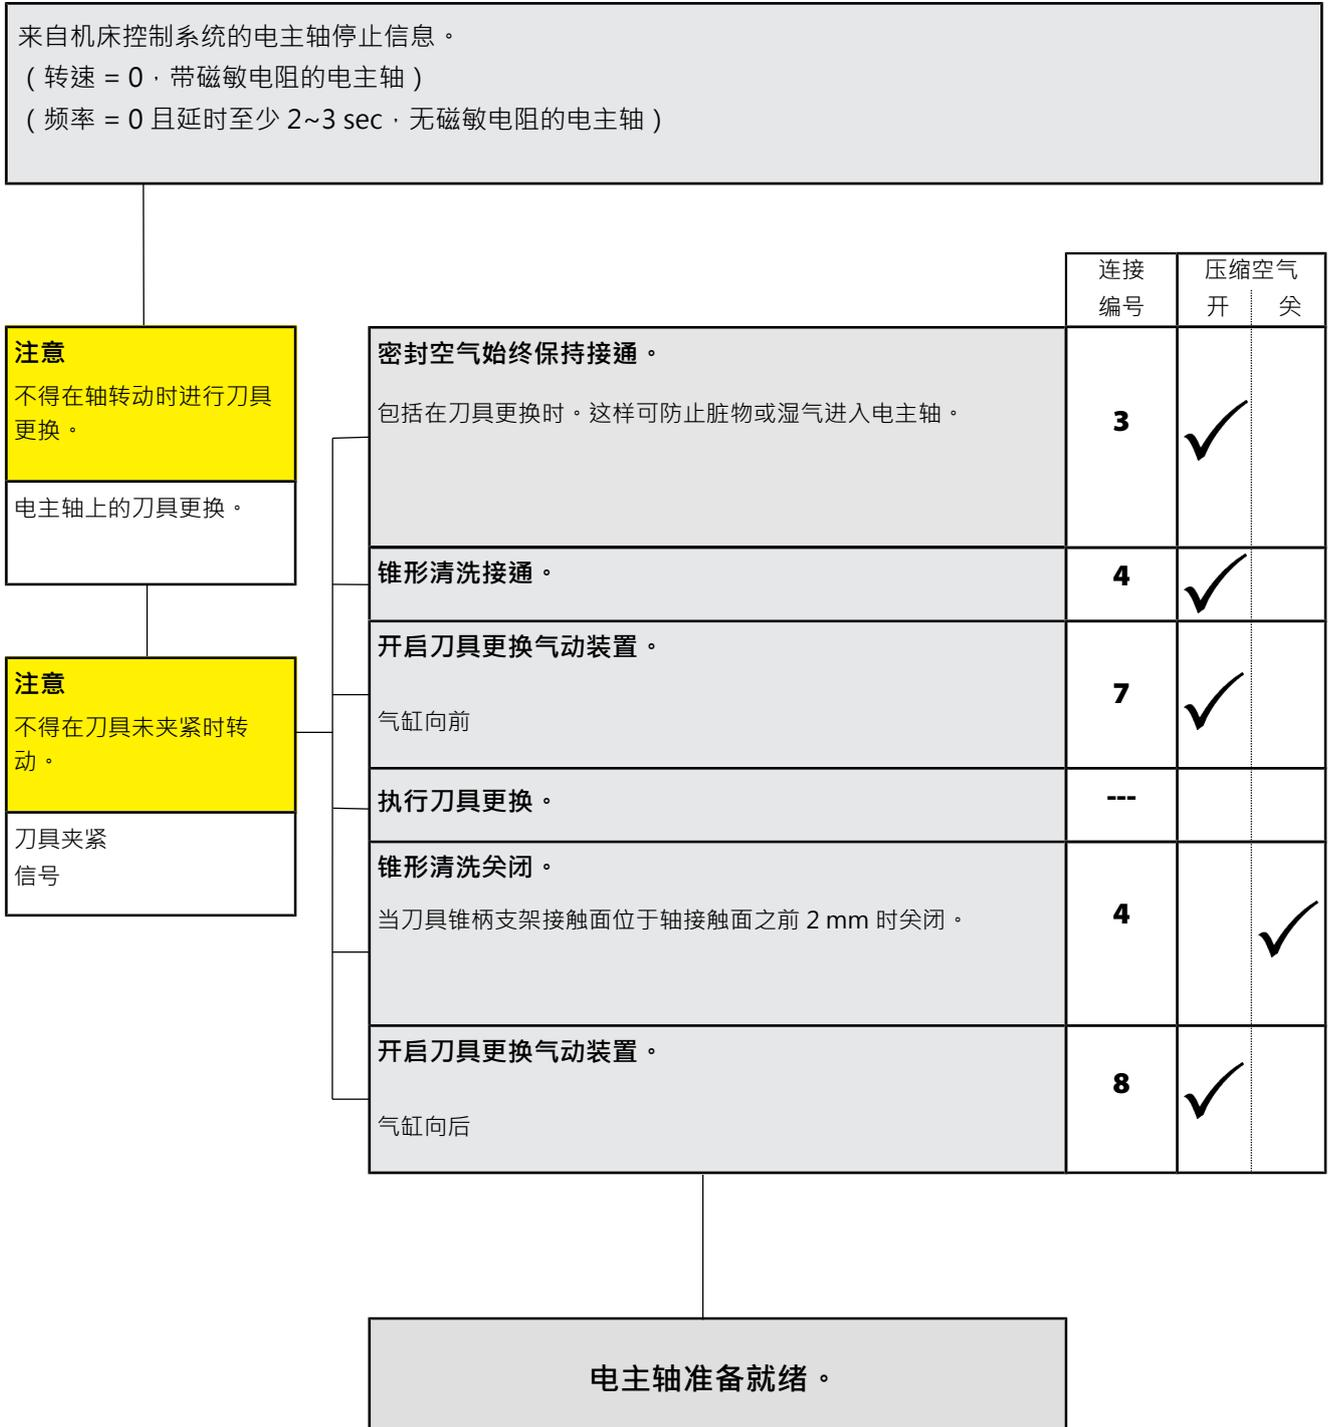 来自机床控制系统的电主轴停止信息。
（转速 = 0，带磁敏电阻的电主轴）
（频率 = 0 且延时至少 2~3 sec，无磁敏电阻的电主轴）
连接
编号
压缩空气
开 关
注意
不得在轴转动时进行刀具
更换。
电主轴上的刀具更换。
注意
不得在刀具未夹紧时转
动。
刀具夹紧
信号
密封空气始终保持接通。
包括在刀具更换时。这样可防止脏物或湿气进入电主轴。
3
锥形清洗接通。
4
开启刀具更换气动装置。
气缸向前
7
执行刀具更换。
---
锥形清洗关闭。
当刀具锥柄支架接触面位于轴接触面之前 2 mm 时关闭。
4
开启刀具更换气动装置。
气缸向后
8
电主轴准备就绪。